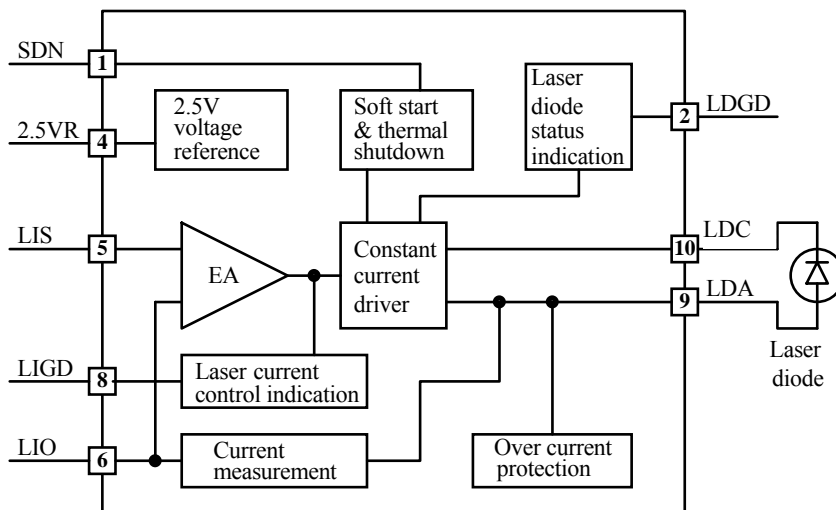 SDN
1
2.5VR
4
2.5V
voltage
reference
Soft start
& thermal
shutdown
Laser
diode
status
indication
2
LDGD
LIS
5
EA
Constant
current
driver
10
LDC
9
LDA
Laser
diode
LIGD
8
Laser current
control indication
LIO
6
Current
measurement
Over current
protection